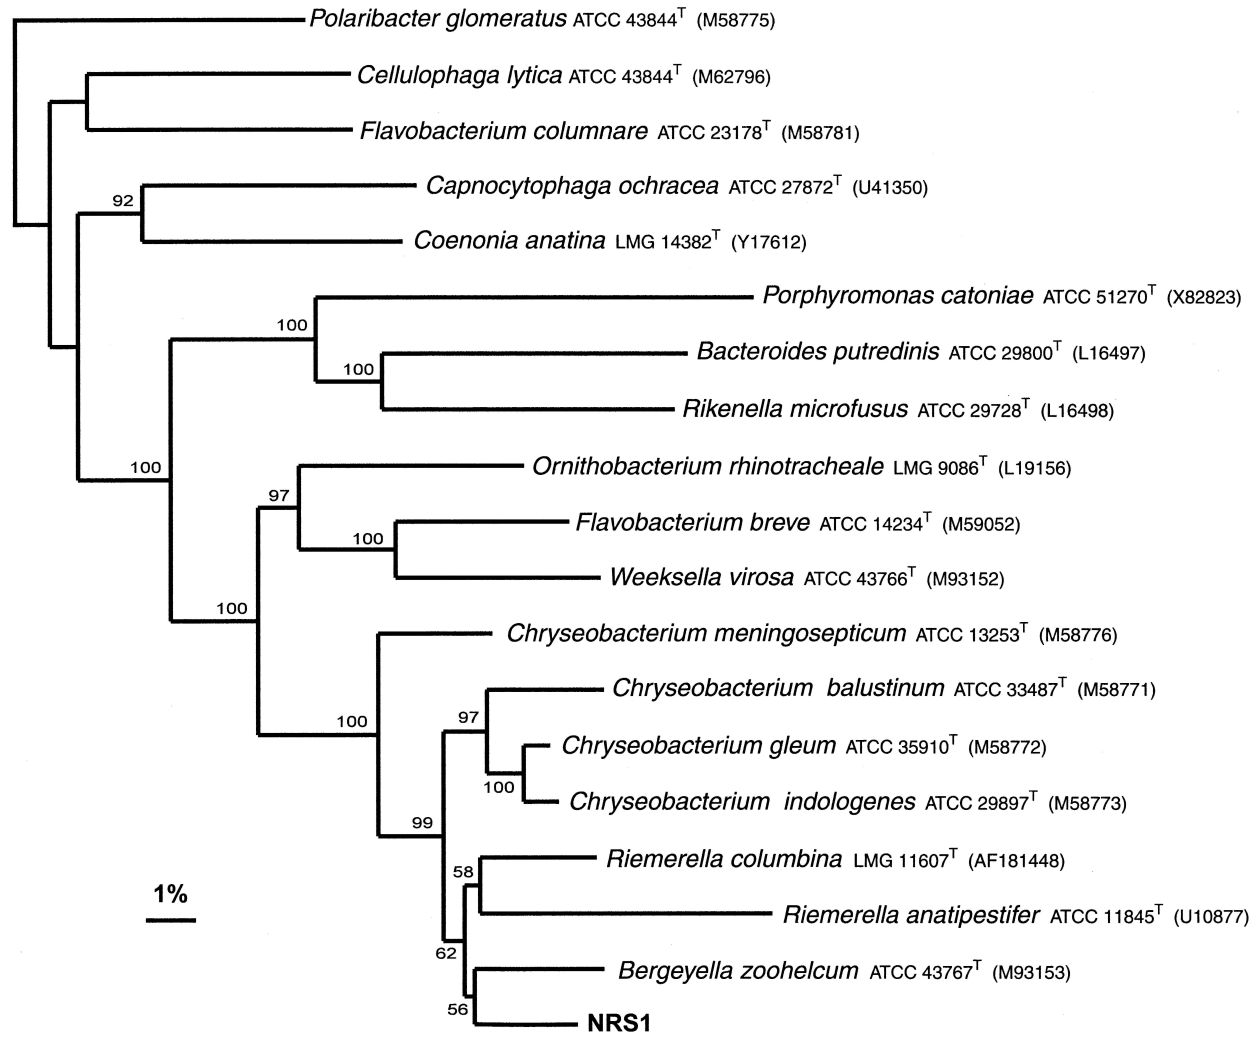 Polaribacter glomeratus ATCC 43844T (M58775)
Cellulophaga lytica ATCC 43844T (M62796)
Flavobacterium columnare ATCC 23178T (M58781)
Capnocytophaga ochracea ATCC 27872T (U41350)
92
Coenonia anatina LMG 14382T (Y17612)
Porphyromonas catoniae ATCC 51270T (X82823)
100
Bacteroides putredinis ATCC 29800T (L16497)
100
Rikenella microfusus ATCC 29728T (L16498)
100
Ornithobacterium rhinotracheale LMG 9086T (L19156)
97
Flavobacterium breve ATCC 14234T (M59052)
100
Weeksella virosa ATCC 43766T (M93152)
100
Chryseobacterium meningosepticum ATCC 13253T (M58776)
Chryseobacterium balustinum ATCC 33487T (M58771)
100
97
Chryseobacterium gleum ATCC 35910T (M58772)
100
Chryseobacterium indologenes ATCC 29897T (M58773)
99
Riemerella columbina LMG 11607T (AF181448)
58
1%
Riemerella anatipestifer ATCC 11845T (U10877)
62
Bergeyella zoohelcum ATCC 43767T (M93153)
56
NRS1